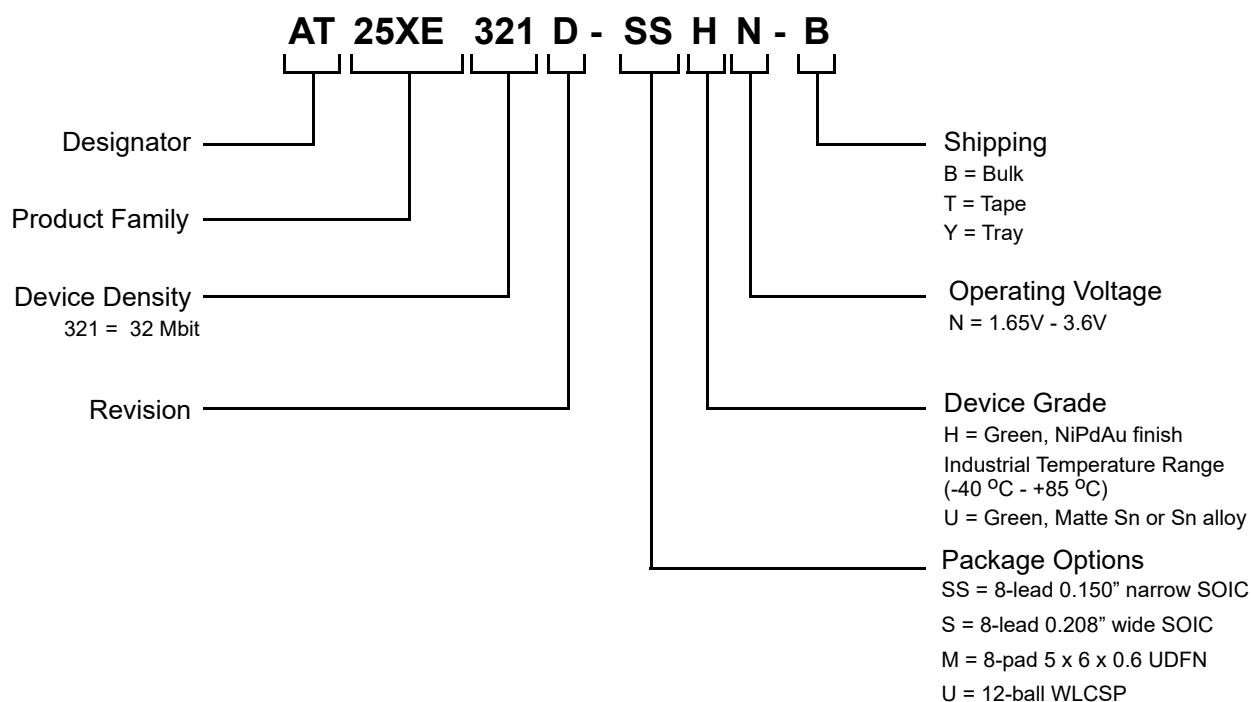 AT 25XE 321 D - SS H N - B
Designator
Product Family
Device Density
321 = 32 Mbit
Revision
Shipping
B = Bulk
T = Tape
Y = Tray
Operating Voltage
N = 1.65V - 3.6V
Device Grade
H = Green, NiPdAu finish
Industrial Temperature Range
(-40 ᴼC - +85 ᴼC)
U = Green, Matte Sn or Sn alloy
Package Options
SS = 8-lead 0.150” narrow SOIC
S = 8-lead 0.208” wide SOIC
M = 8-pad 5 x 6 x 0.6 UDFN
U = 12-ball WLCSP